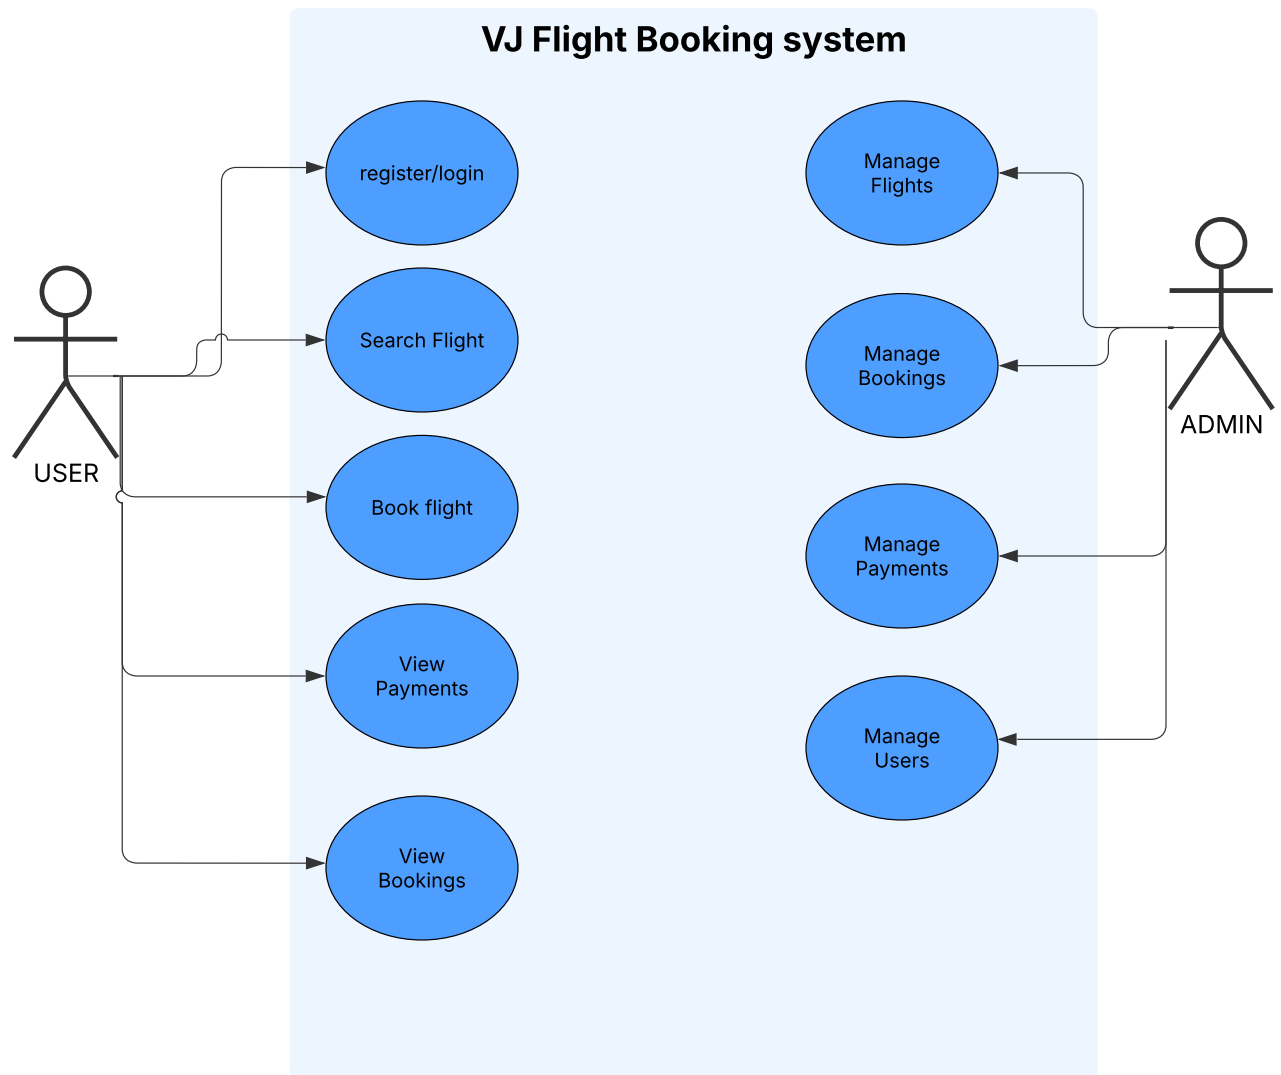 VJ Flight Booking system
register/login
Search Flight
Book flight
View
Payments
View
Bookings
USER
Manage
Flights
Manage
Bookings
Manage
Payments
Manage
Users
ADMIN